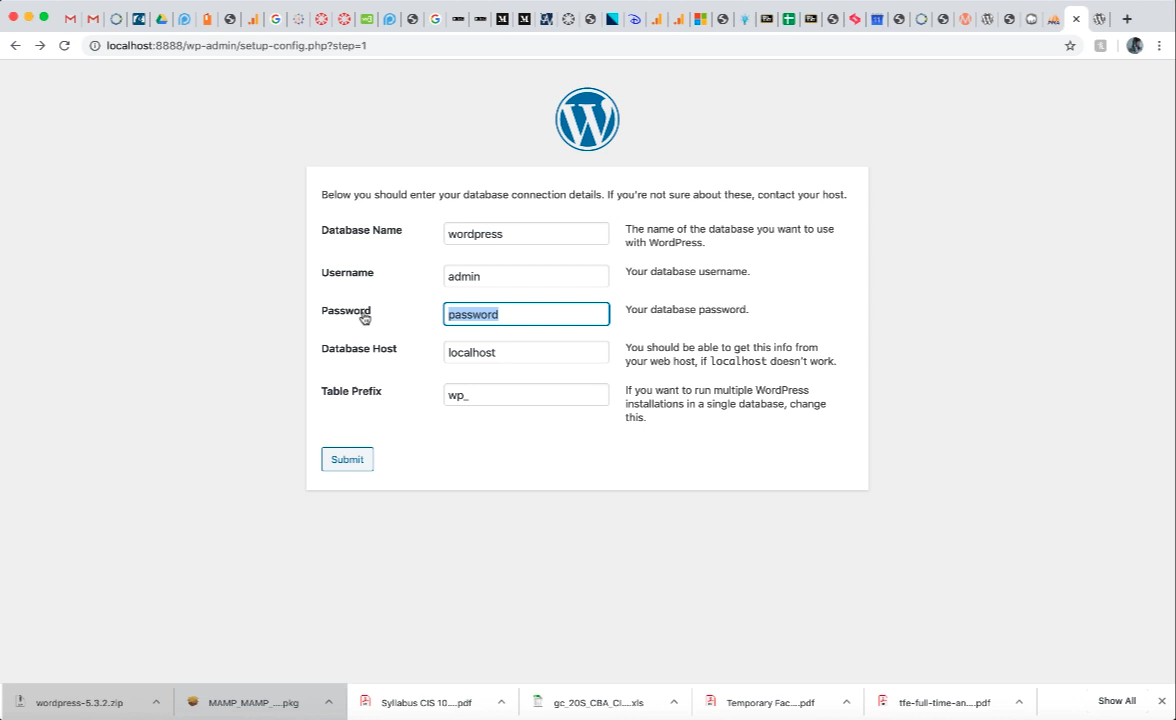 localhost:8888/wp-admin/setup-config.php?step=1
Below you should enter your database connection details. If you're not sure about these, contact your host.
Database Name
wordpress
The name of the database you want to use
with WordPress.
Username
admin
Your database username.
Password
password
Your database password.
Database Host
localhost
You should be able to get this info from
your web host, if localhost doesn't work.
Table Prefix
wp_
If you want to run multiple WordPress
installations in a single database, change
this.
Submit
wordpress-5.3.2.zip
MAMP_MAMP_....pkg
Syllabus CIS 10....pdf
gc_20S_CBA_CI....xls
Temporary Fac....pdf
tfe-full-time-an....pdf
Show All